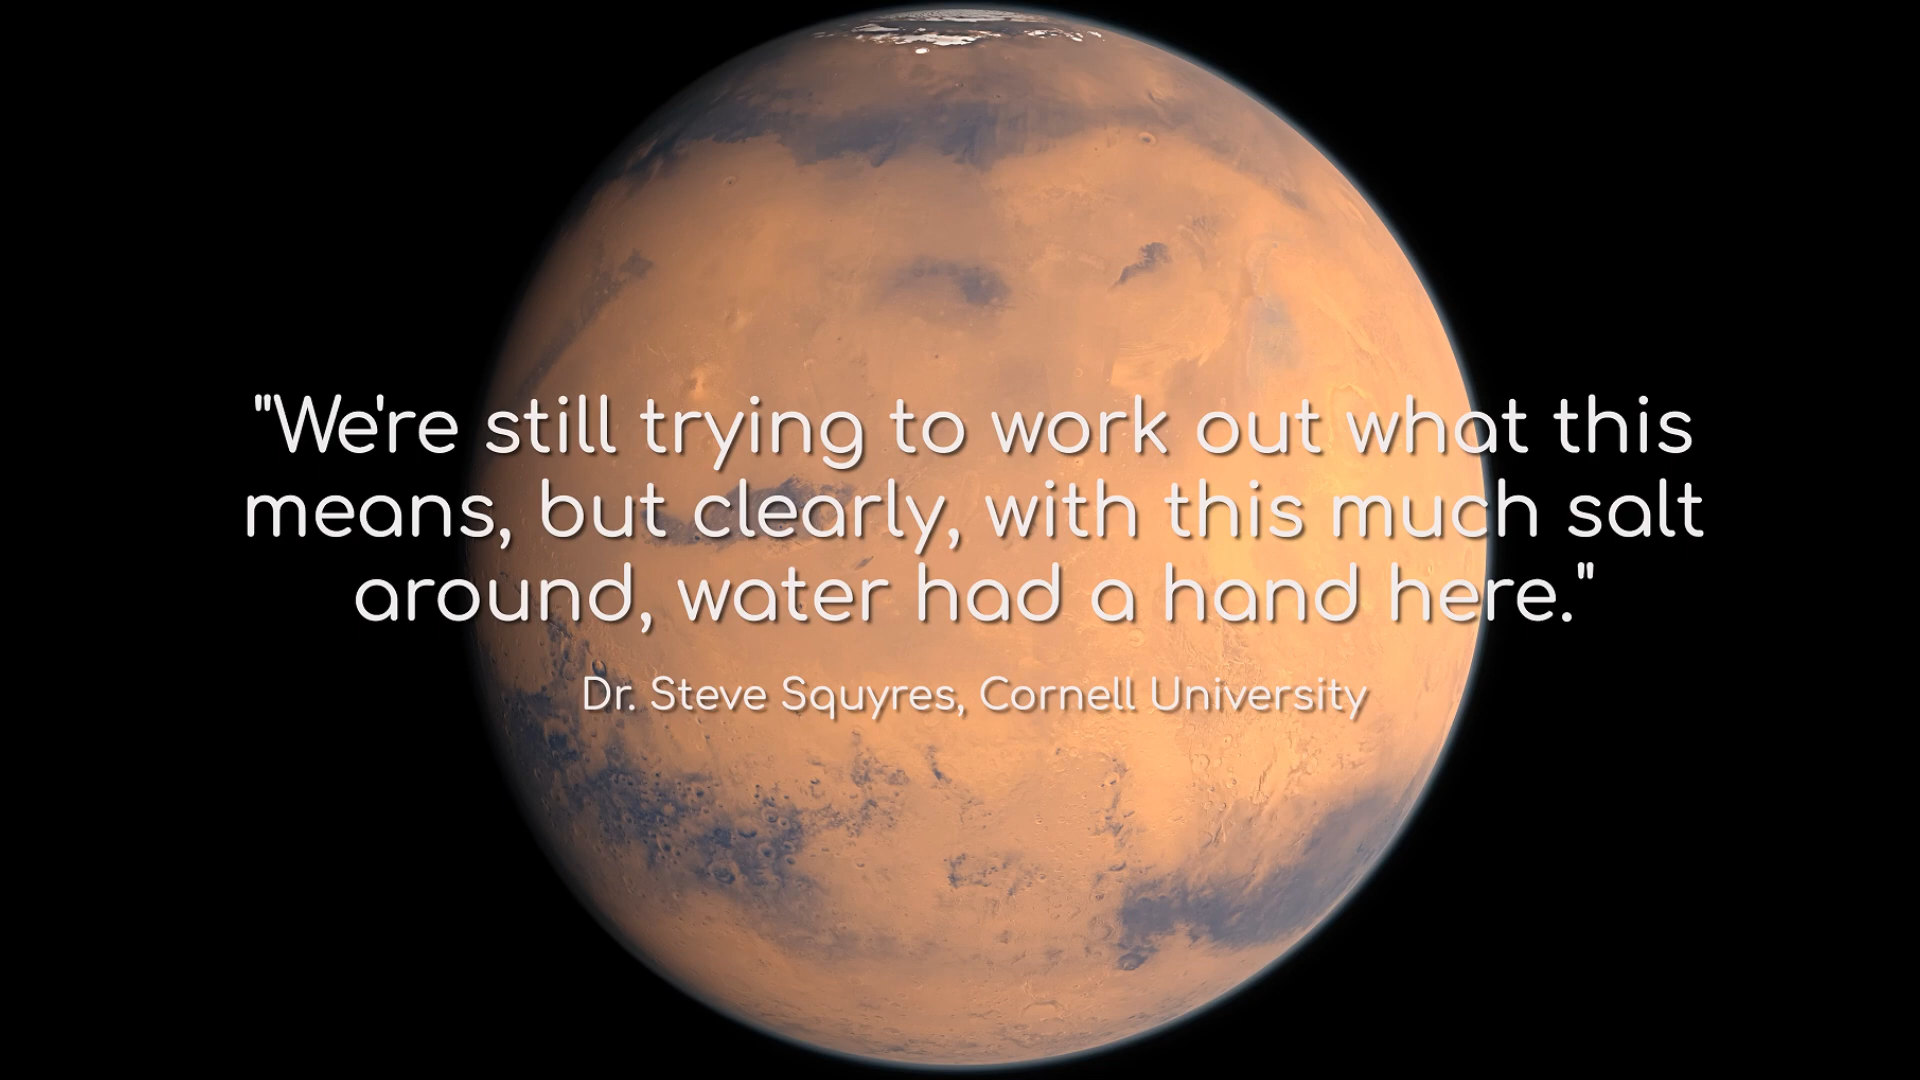 "We're still trying to work out what this
means, but clearly, with this much salt
around, water had a hand here."
Dr. Steve Squyres, Cornell University